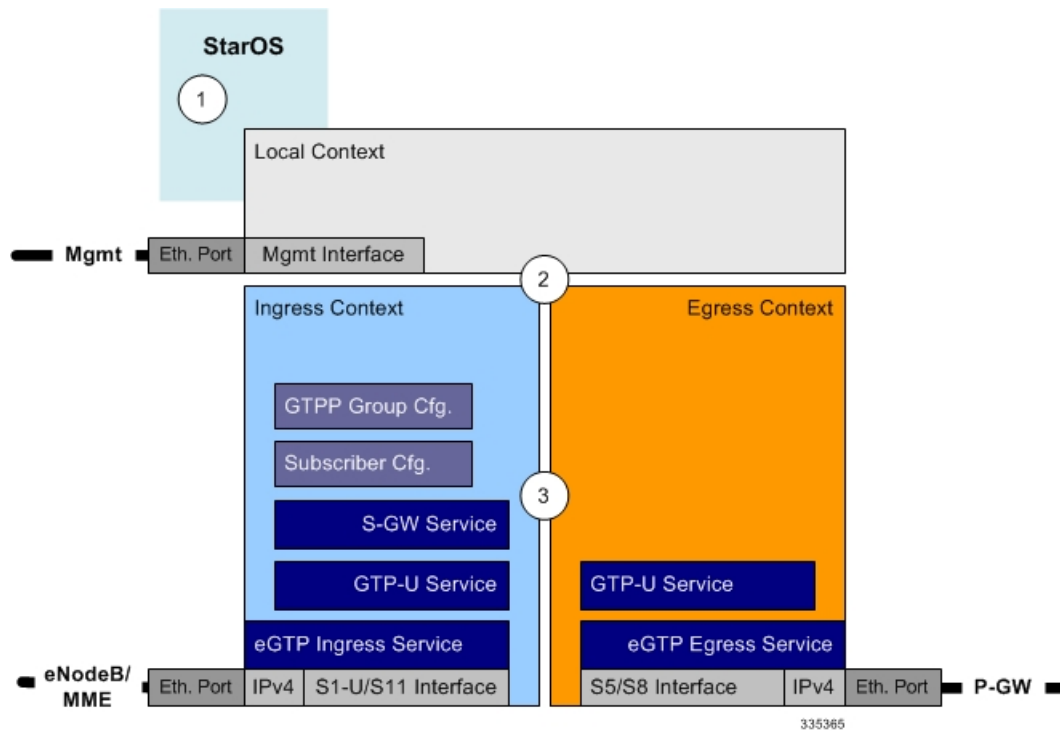 StarOS
1
Local Context
Mgmt
Eth. Port
Mgmt Interface
2
Ingress Context
Egress Context
GTPP Group Cfg.
Subscriber Cfg.
3
S-GW Service
GTP-U Service
GTP-U Service
eGTP Ingress Service
eGTP Egress Service
eNodeB/
MME
Eth. Port
IPv4
S1-U/S11 Interface
S5/S8 Interface
IPv4
Eth. Port
P-GW
335365